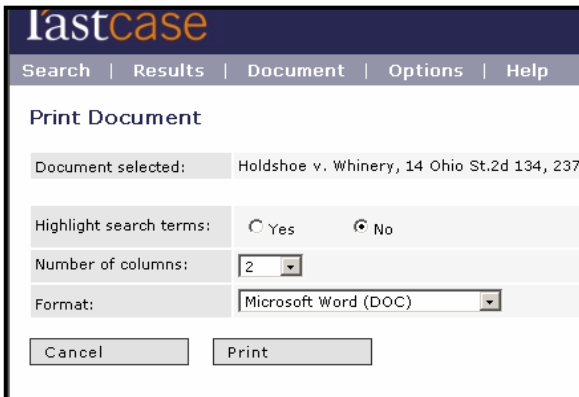 fastcase
Search | Results | Document | Options | Help
Print Document
Document selected: Holdshoe v. Whinery, 14 Ohio St.2d 134, 237
Highlight search terms: Yes No
Number of columns: 2
Format: Microsoft Word (DOC)
Cancel Print